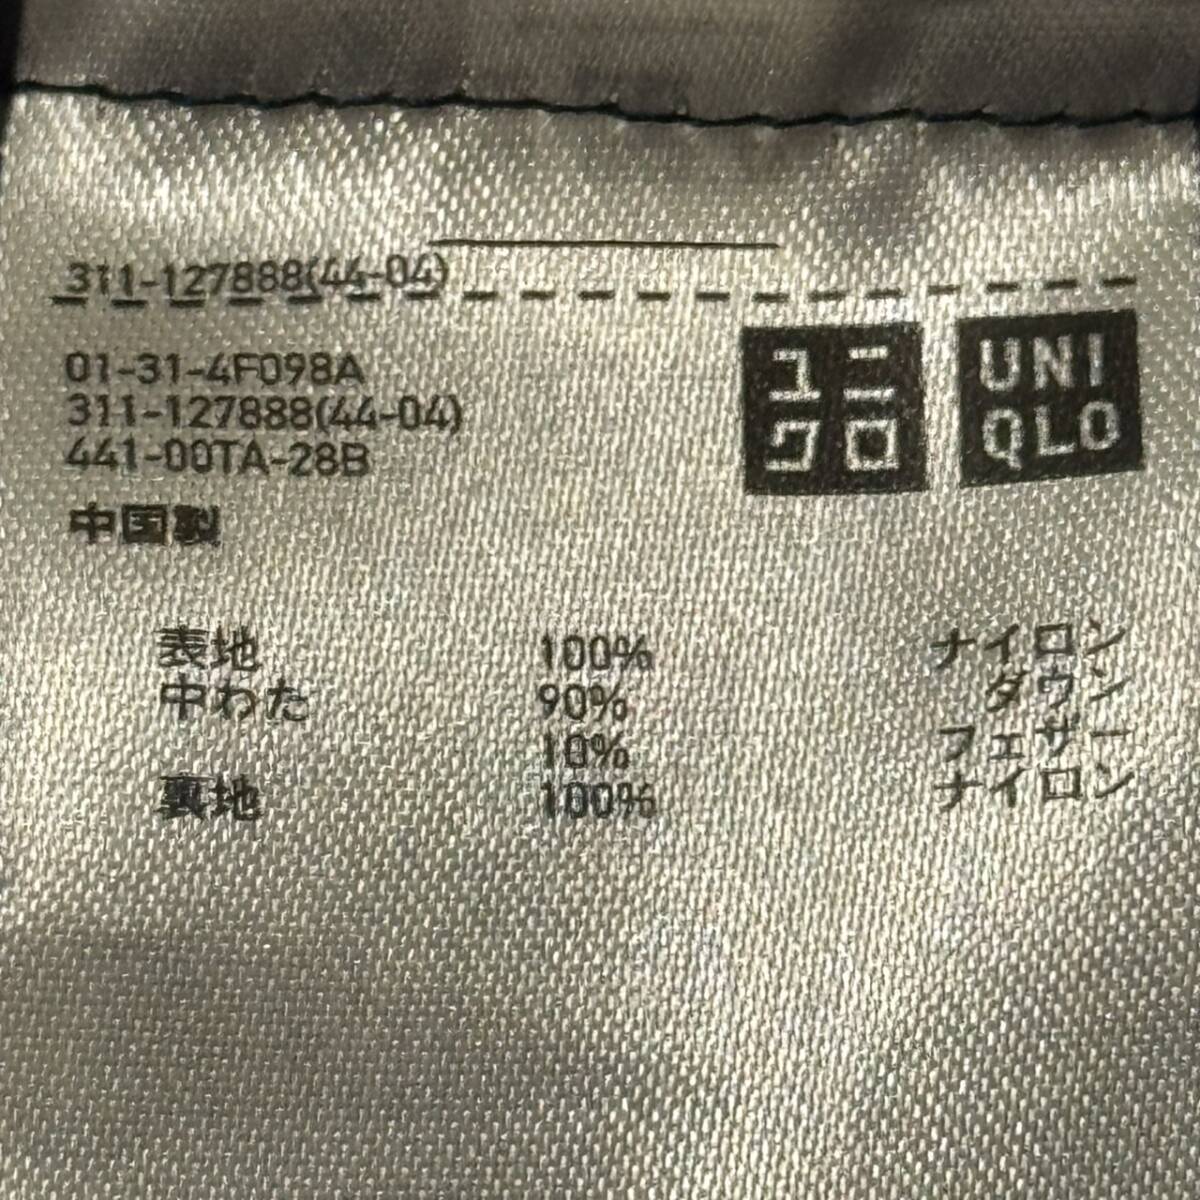 311-127888(44-04)
01-31-4F098A
311-127888(44-04)
441-00TA-28B
中国製
ユニ
クロ
UNI
QLO
表地 100% ナイロン
中わた 90% ダウン
10% フェザー
裏地 100% ナイロン